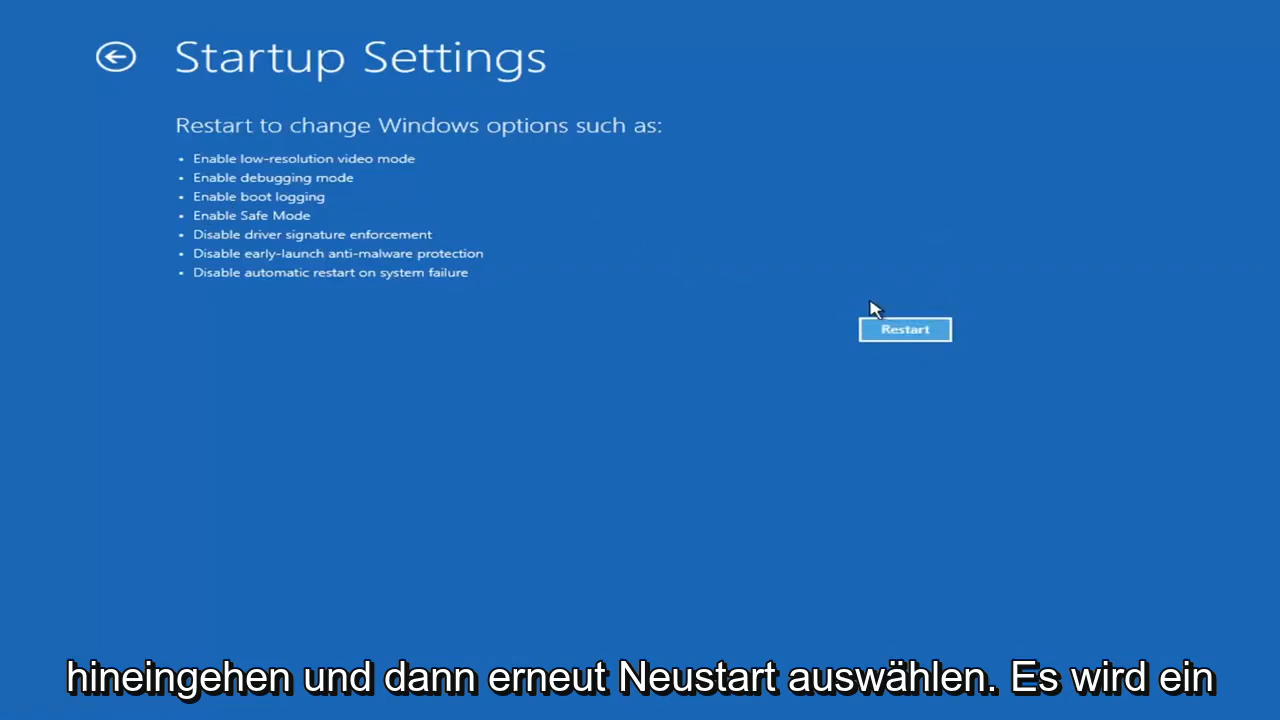 Startup Settings
Restart to change Windows options such as:
• Enable low-resolution video mode
• Enable debugging mode
• Enable boot logging
• Enable Safe Mode
• Disable driver signature enforcement
• Disable early-launch anti-malware protection
• Disable automatic restart on system failure
Restart
hineingehen und dann erneut Neustart auswählen. Es wird ein